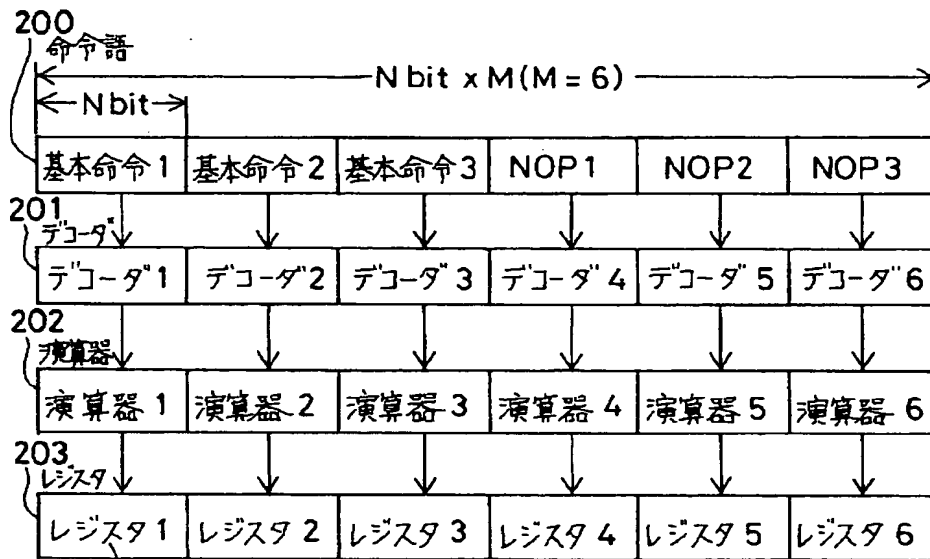 200
命令語
Nbit x M(M=6)
Nbit
基本命令1 基本命令2 基本命令3 NOP1 NOP2 NOP3
201
デコーダ
デコーダ1 デコーダ2 デコーダ3 デコーダ4 デコーダ5 デコーダ6
202
演算器
演算器1 演算器2 演算器3 演算器4 演算器5 演算器6
203
レジスタ
レジスタ1 レジスタ2 レジスタ3 レジスタ4 レジスタ5 レジスタ6